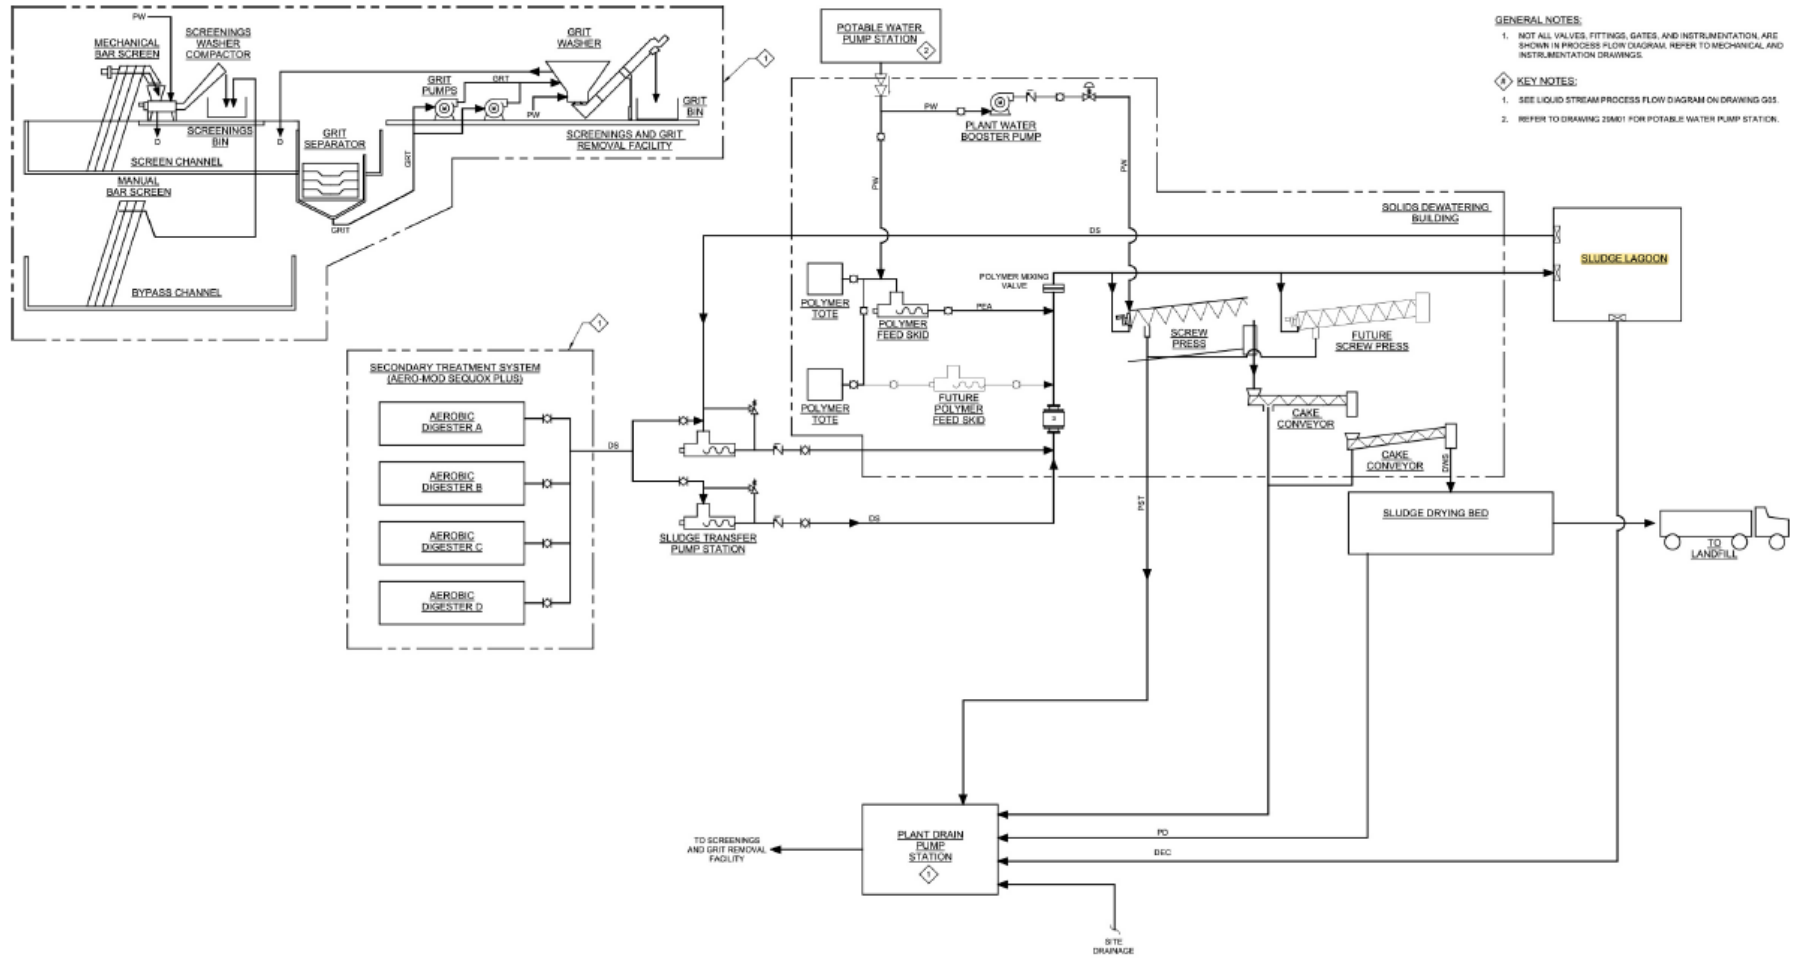 PW
MECHANICAL
BAR SCREEN
SCREENINGS
WASHER
COMPACTOR
GRIT
WASHER
GRIT
PUMPS
GRT
PW
GRIT
BIN
1
SCREENINGS
BIN
D
D
GRIT
SEPARATOR
SCREENINGS AND GRIT
REMOVAL FACILITY
SCREEN CHANNEL
GRT
MANUAL
BAR SCREEN
GRIT
BYPASS CHANNEL
POTABLE WATER
PUMP STATION
2
PW
PLANT WATER
BOOSTER PUMP
PW
PW
GENERAL NOTES:
1. NOT ALL VALVES, FITTINGS, GATES, AND INSTRUMENTATION, ARE
SHOWN IN PROCESS FLOW DIAGRAM. REFER TO MECHANICAL AND
INSTRUMENTATION DRAWINGS.
# KEY NOTES:
1. SEE LIQUID STREAM PROCESS FLOW DIAGRAM ON DRAWING G05.
2. REFER TO DRAWING 29M01 FOR POTABLE WATER PUMP STATION.
SOLIDS DEWATERING
BUILDING
DS
SLUDGE LAGOON
POLYMER MIXING
VALVE
POLYMER
TOTE
POLYMER
FEED SKID
PEA
SCREW
PRESS
FUTURE
SCREW PRESS
POLYMER
TOTE
FUTURE
POLYMER
FEED SKID
CAKE
CONVEYOR
CAKE
CONVEYOR
DWS
1
SECONDARY TREATMENT SYSTEM
(AERO-MOD SEQUOX PLUS)
AEROBIC
DIGESTER A
AEROBIC
DIGESTER B
AEROBIC
DIGESTER C
AEROBIC
DIGESTER D
DS
SLUDGE TRANSFER
PUMP STATION
DS
PST
SLUDGE DRYING BED
TO
LANDFILL
TO SCREENINGS
AND GRIT REMOVAL
FACILITY
PLANT DRAIN
PUMP
STATION
1
PD
DEC
SITE
DRAINAGE